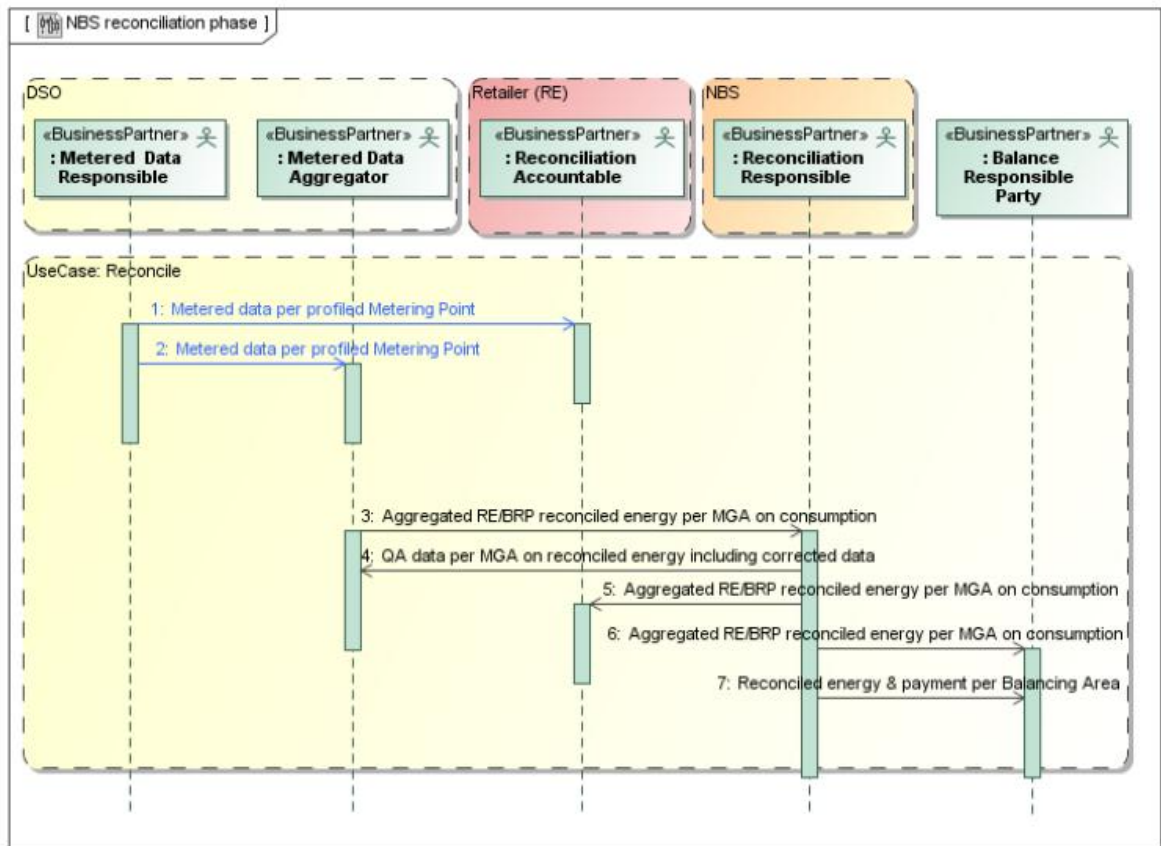 [ NBS reconciliation phase ]
DSO
Retailer (RE)
NBS
«BusinessPartner»
: Metered Data
Responsible
«BusinessPartner»
: Metered Data
Aggregator
«BusinessPartner»
: Reconciliation
Accountable
«BusinessPartner»
: Reconciliation
Responsible
«BusinessPartner»
: Balance
Responsible
Party
UseCase: Reconcile
1: Metered data per profiled Metering Point
2: Metered data per profiled Metering Point
3: Aggregated RE/BRP reconciled energy per MGA on consumption
4: QA data per MGA on reconciled energy including corrected data
5: Aggregated RE/BRP reconciled energy per MGA on consumption
6: Aggregated RE/BRP reconciled energy per MGA on consumption
7: Reconciled energy & payment per Balancing Area